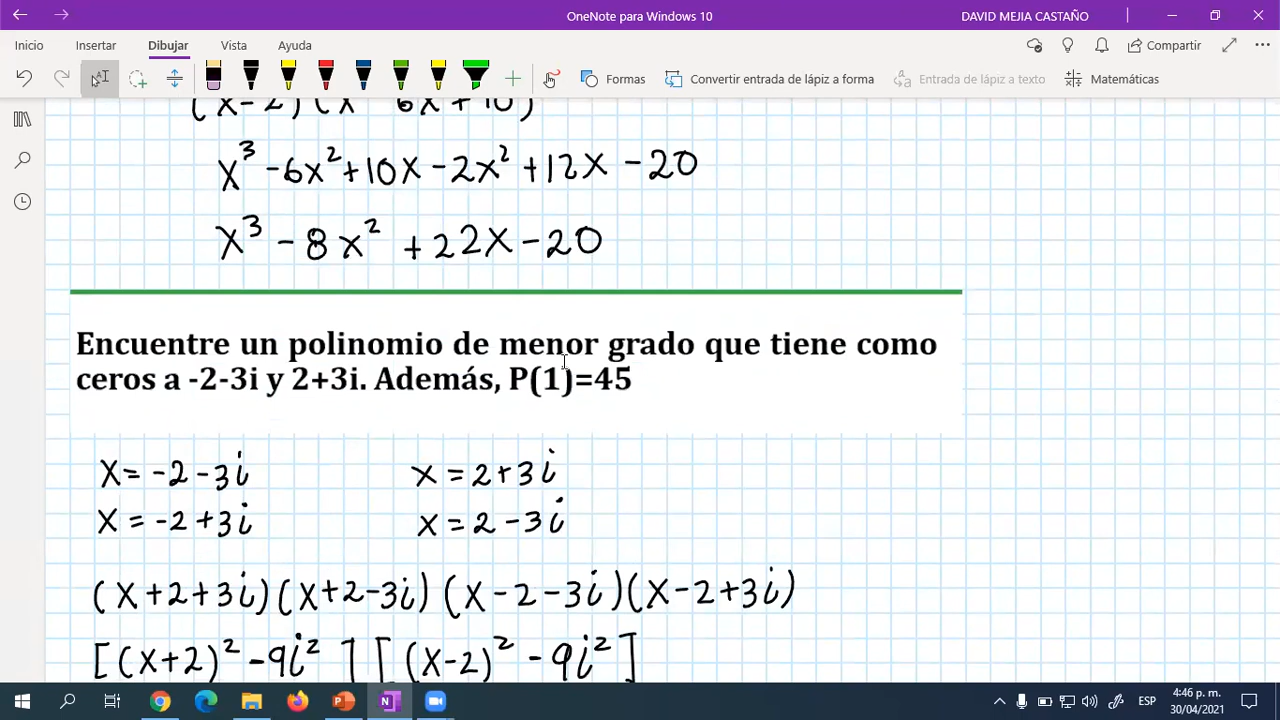 OneNote para Windows 10
DAVID MEJIA CASTAÑO
Inicio Insertar Dibujar Vista Ayuda
Compartir
Formas Convertir entrada de lápiz a forma Entrada de lápiz a texto Matemáticas
(x-2)(x² 6x+10)
x³ -6x²+10x-2x²+12x-20
x³ - 8x² +22x-20
Encuentre un polinomio de menor grado que tiene como
ceros a -2-3i y 2+3i. Además, P(1)=45
x= -2-3i x = 2+3i
x = -2+3i x = 2-3i
(x+2+3i)(x+2-3i)(x-2-3i)(x-2+3i)
[(x+2)² -9i² ] [(x-2)² - 9i²]
ESP
4:46 p. m.
30/04/2021